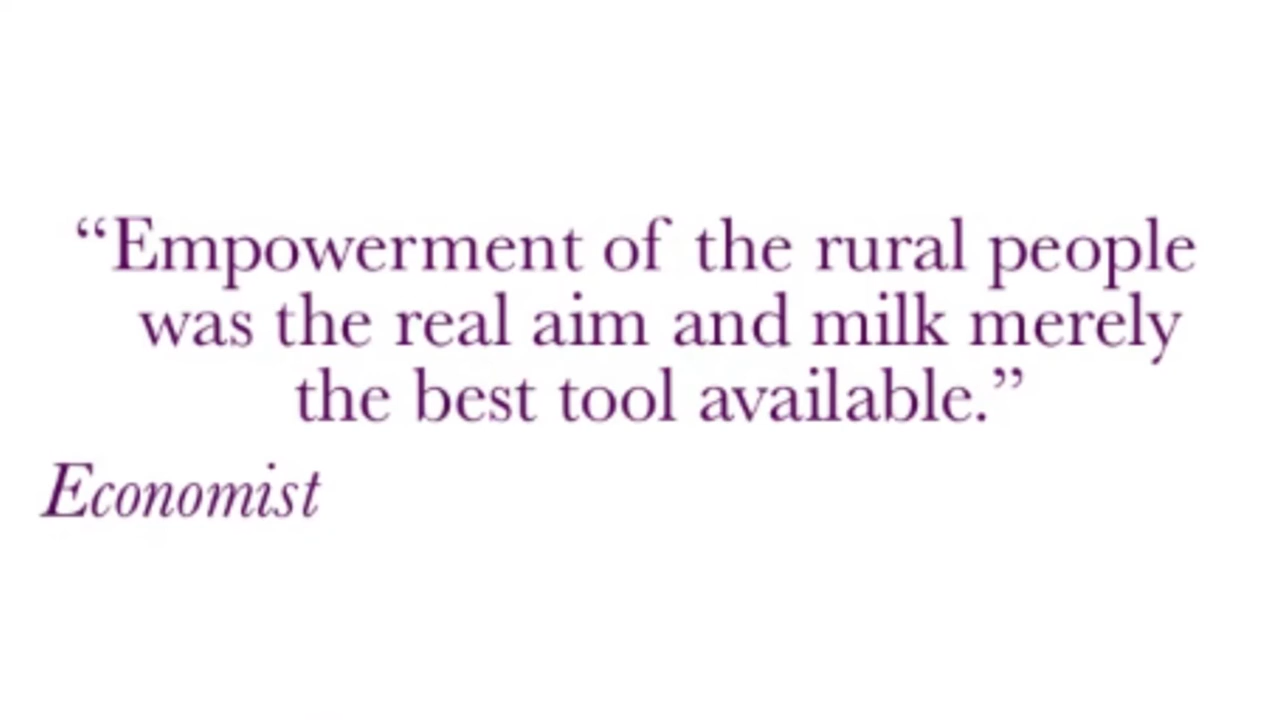 “Empowerment of the rural people
was the real aim and milk merely
the best tool available.”
Economist